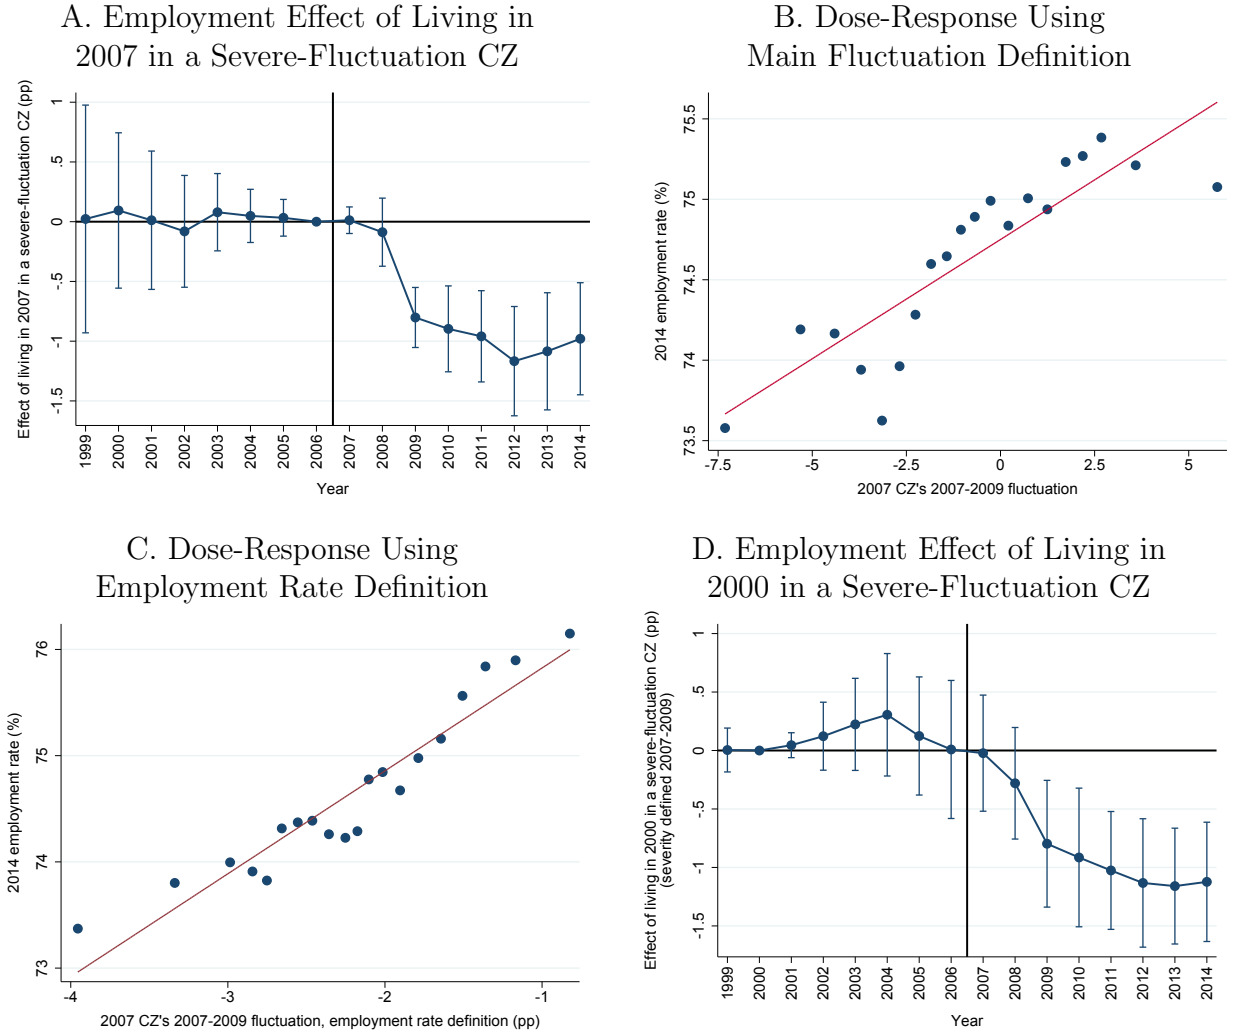 A. Employment Effect of Living in
2007 in a Severe-Fluctuation CZ
Effect of living in 2007 in a severe-fluctuation CZ (pp)
1
.5
0
-.5
-1
-1.5
1999 2000 2001 2002 2003 2004 2005 2006 2007 2008 2009 2010 2011 2012 2013 2014
Year
B. Dose-Response Using
Main Fluctuation Definition
2014 employment rate (%)
75.5
75
74.5
74
73.5
-7.5 -5 -2.5 0 2.5 5
2007 CZ's 2007-2009 fluctuation
C. Dose-Response Using
Employment Rate Definition
2014 employment rate (%)
76
75
74
73
-4 -3 -2 -1
2007 CZ's 2007-2009 fluctuation, employment rate definition (pp)
D. Employment Effect of Living in
2000 in a Severe-Fluctuation CZ
Effect of living in 2000 in a severe-fluctuation CZ (pp)
(severity defined 2007-2009)
1
.5
0
-.5
-1
-1.5
1999 2000 2001 2002 2003 2004 2005 2006 2007 2008 2009 2010 2011 2012 2013 2014
Year